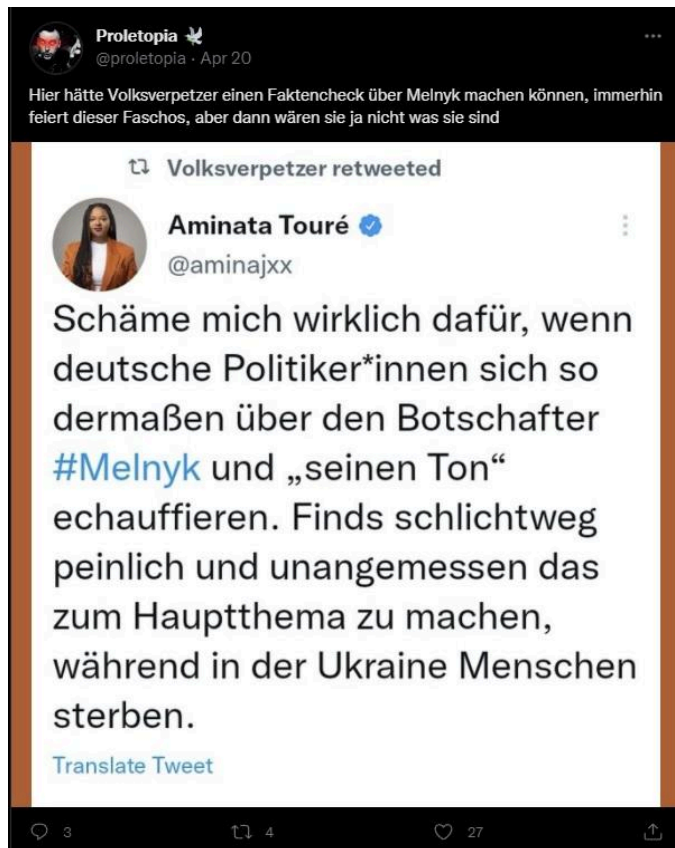 Proletopia
@proletopia · Apr 20
Hier hätte Volksverpetzer einen Faktencheck über Melnyk machen können, immerhin
feiert dieser Faschos, aber dann wären sie ja nicht was sie sind
Volksverpetzer retweeted
Aminata Touré
@aminajxx
Schäme mich wirklich dafür, wenn
deutsche Politiker*innen sich so
dermaßen über den Botschafter
#Melnyk und „seinen Ton“
echauffieren. Finds schlichtweg
peinlich und unangemessen das
zum Hauptthema zu machen,
während in der Ukraine Menschen
sterben.
Translate Tweet
3 4 27